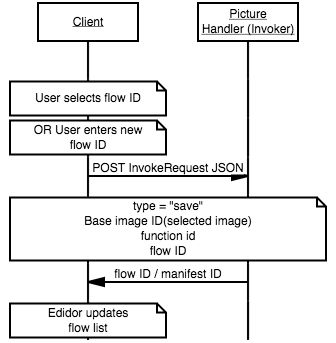 Client
Picture
Handler (Invoker)
User selects flow ID
OR User enters new
flow ID
POST InvokeRequest JSON
type = "save"
Base image ID(selected image)
function id
flow ID
flow ID / manifest ID
Edidor updates
flow list